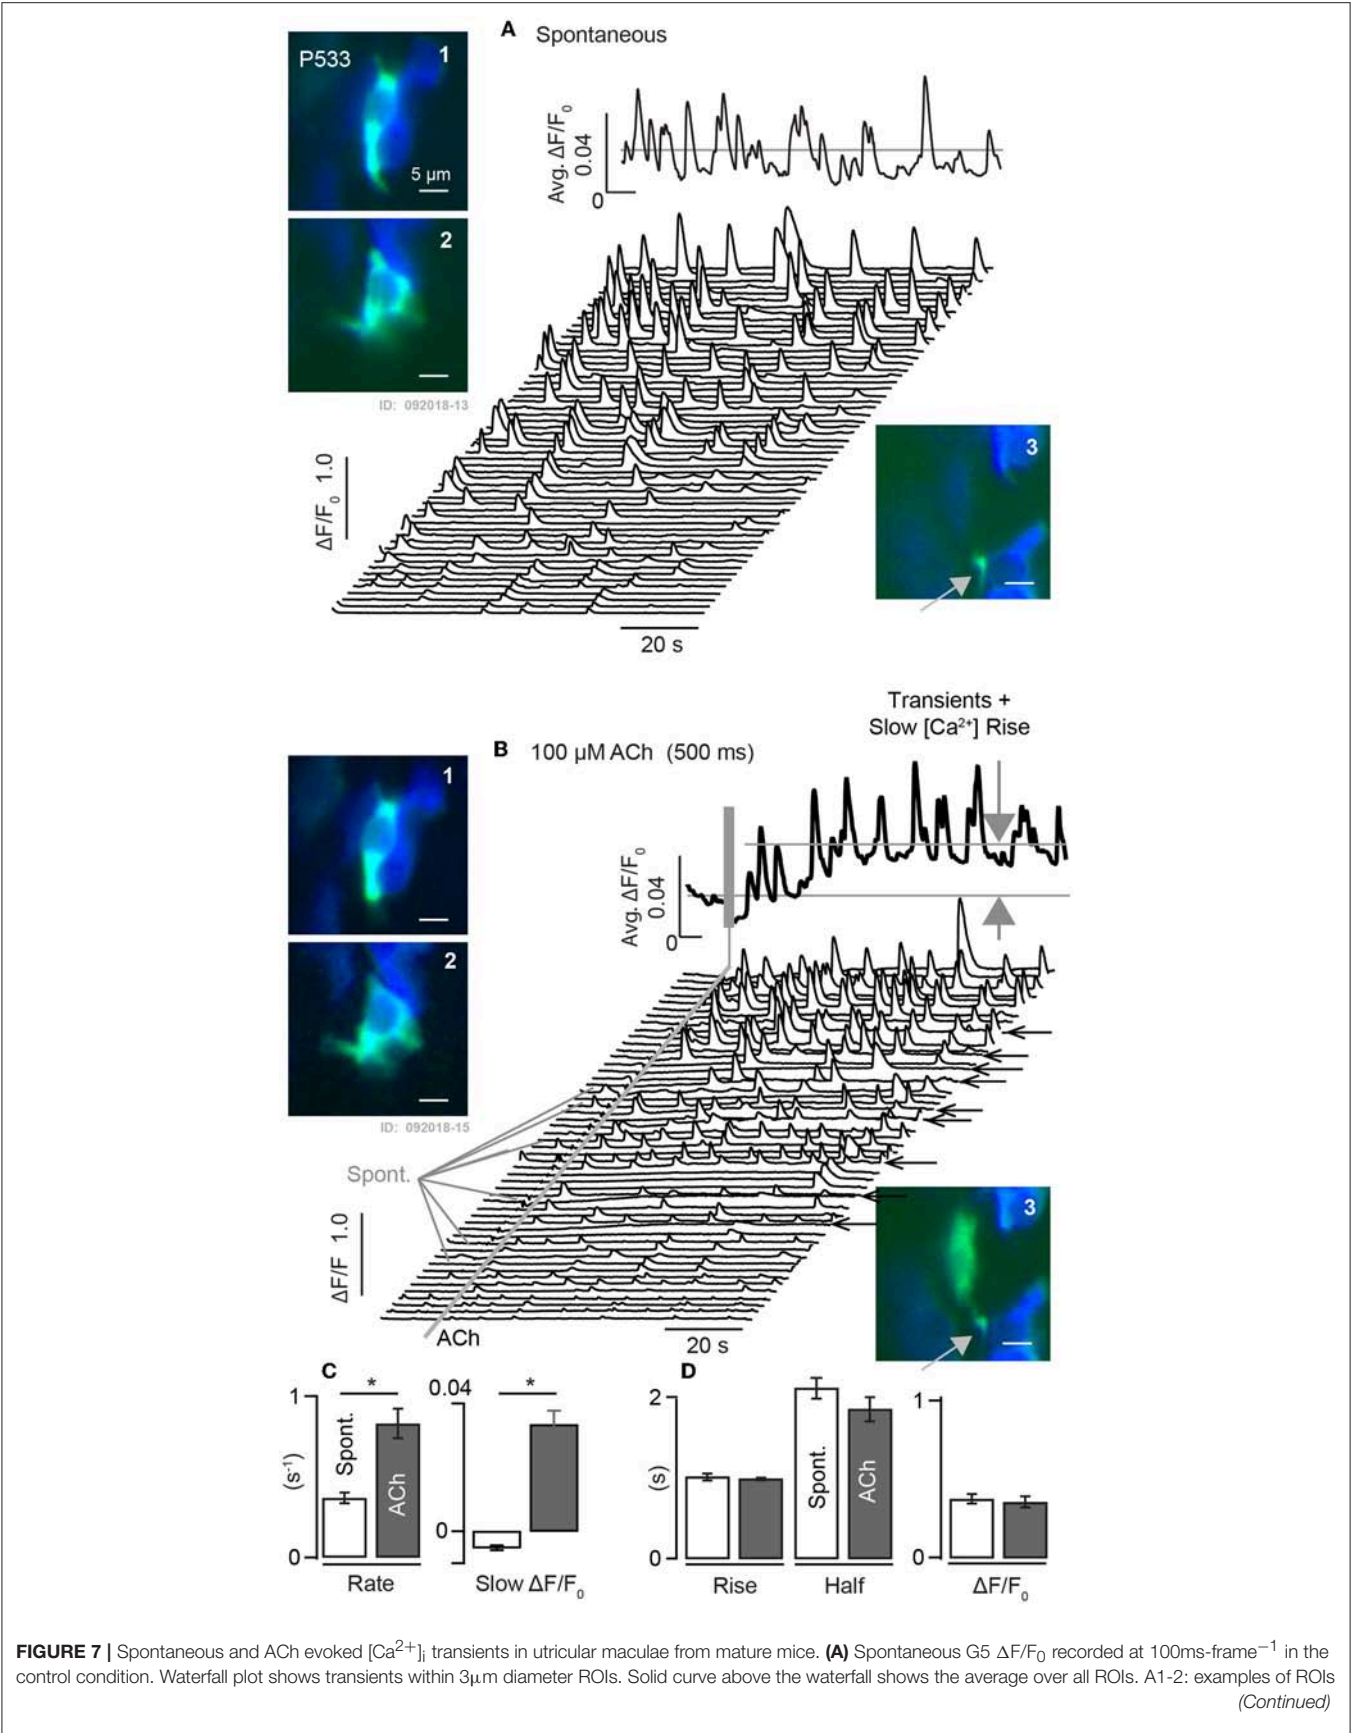 A Spontaneous
P533
1
5 µm
2
ID: 092018-13
Avg. ΔF/F0
0.04
0
ΔF/F0 1.0
3
20 s
Transients +
Slow [Ca2+] Rise
B 100 µM ACh (500 ms)
1
2
ID: 092018-15
Avg. ΔF/F0
0.04
0
Spont.
ΔF/F 1.0
3
ACh
20 s
C
1
(s-1)
0
*
Spont.
ACh
Rate
0.04
0
*
Slow ΔF/F0
D
2
(s)
0
Spont.
ACh
Rise
Half
1
0
ΔF/F0
FIGURE 7 | Spontaneous and ACh evoked [Ca2+]i transients in utricular maculae from mature mice. (A) Spontaneous G5 ΔF/F0 recorded at 100ms-frame−1 in the
control condition. Waterfall plot shows transients within 3µm diameter ROIs. Solid curve above the waterfall shows the average over all ROIs. A1-2: examples of ROIs
(Continued)